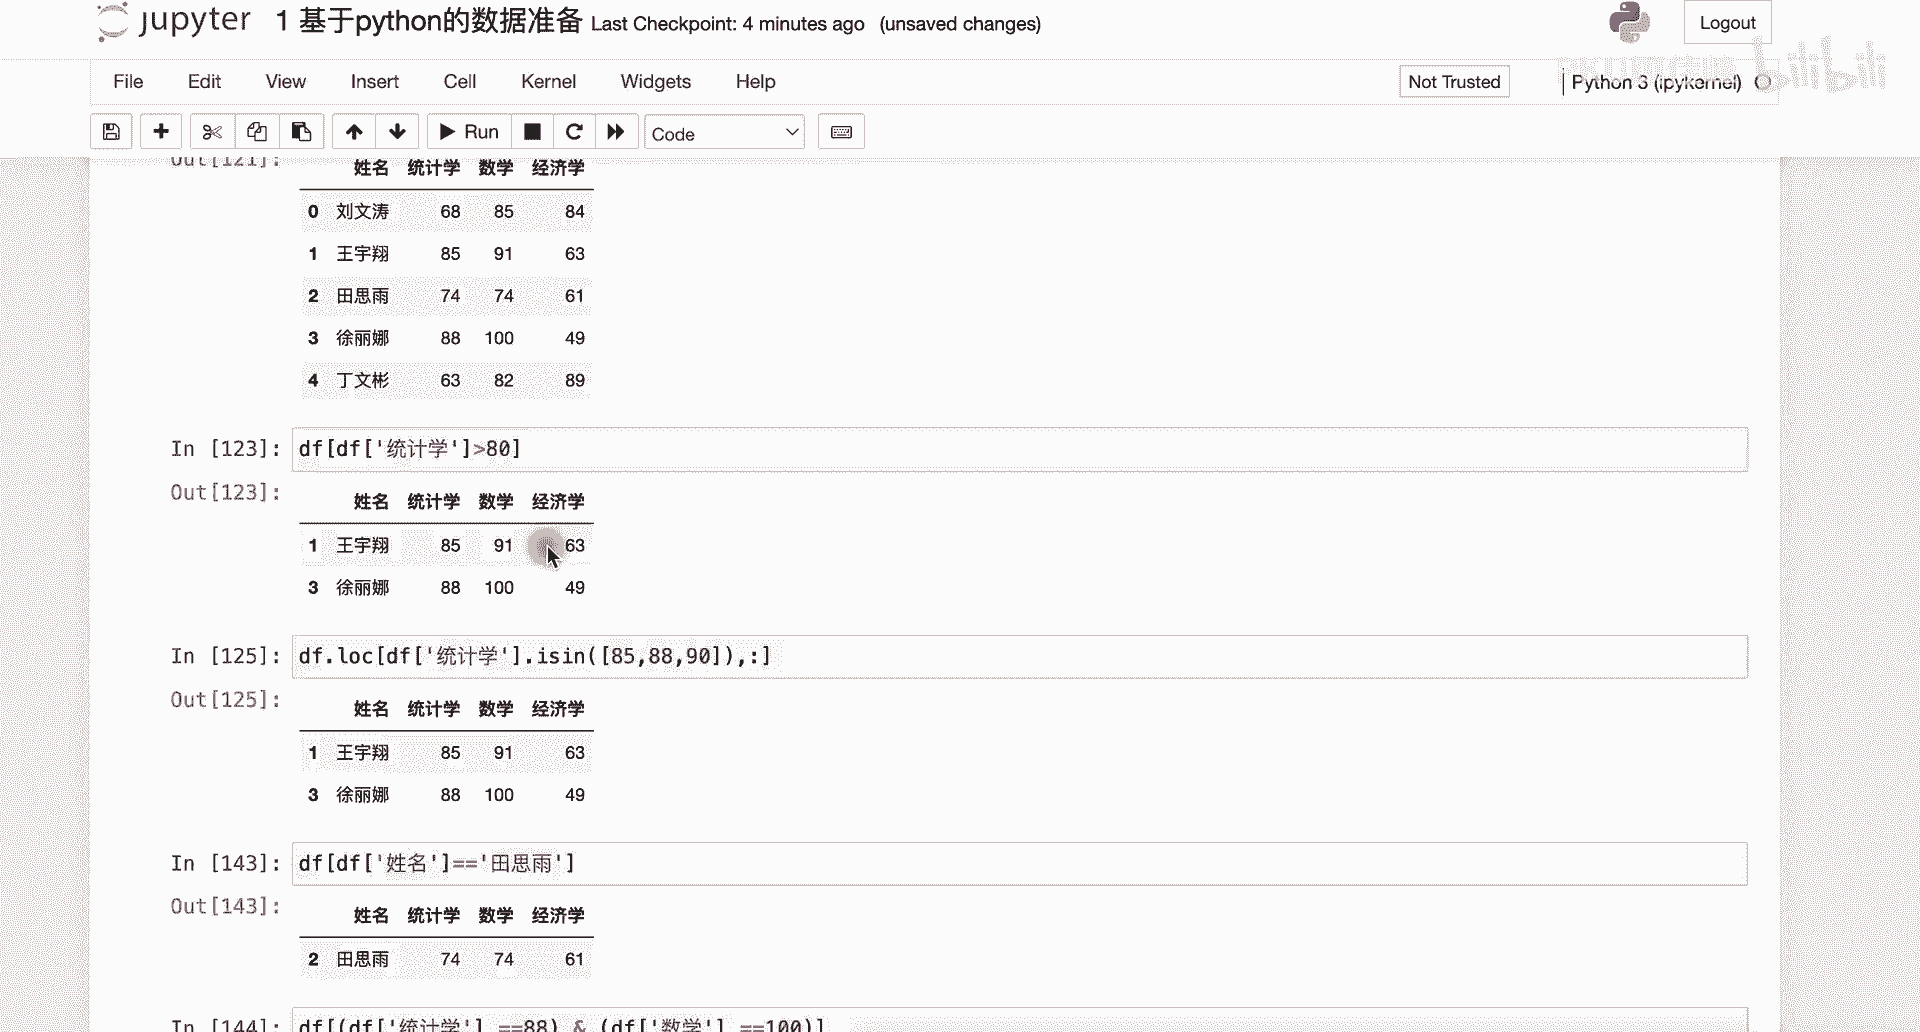 jupyter 1 基于python的数据准备 Last Checkpoint: 4 minutes ago (unsaved changes)
Logout
bilibili
File Edit View Insert Cell Kernel Widgets Help
Not Trusted
Python 3 (ipykernel)
Run
Code
Out[121]:
姓名 统计学 数学 经济学
0 刘文涛 68 85 84
1 王宇翔 85 91 63
2 田思雨 74 74 61
3 徐丽娜 88 100 49
4 丁文彬 63 82 89
In [123]: df[df['统计学']>80]
Out[123]:
姓名 统计学 数学 经济学
1 王宇翔 85 91 63
3 徐丽娜 88 100 49
In [125]: df.loc[df['统计学'].isin([85,88,90]),:]
Out[125]:
姓名 统计学 数学 经济学
1 王宇翔 85 91 63
3 徐丽娜 88 100 49
In [143]: df[df['姓名']=='田思雨']
Out[143]:
姓名 统计学 数学 经济学
2 田思雨 74 74 61
In [144]: df[(df['统计学'] ==88) & (df['数学'] ==100)]